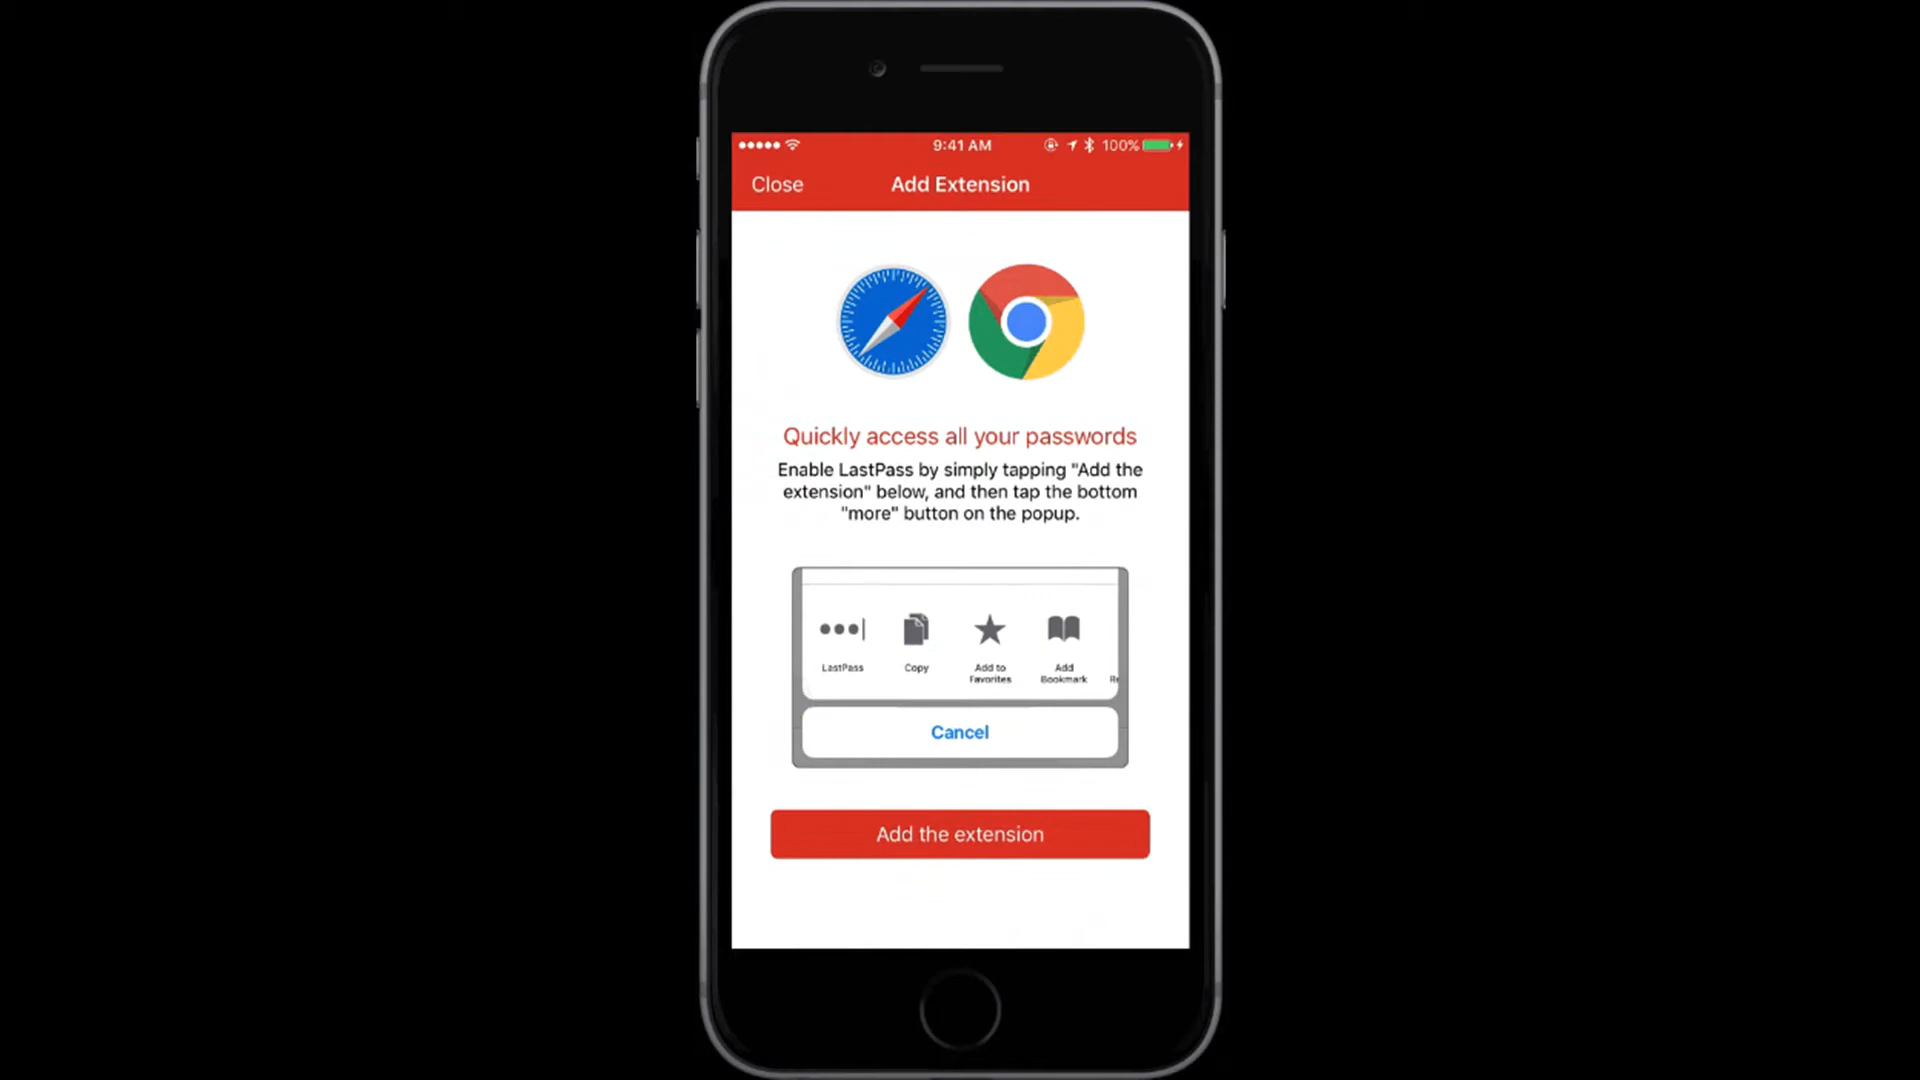 9:41 AM
100%
Close
Add Extension
Quickly access all your passwords
Enable LastPass by simply tapping "Add the
extension" below, and then tap the bottom
"more" button on the popup.
LastPass
Copy
Add to
Favorites
Add
Bookmark
Cancel
Add the extension